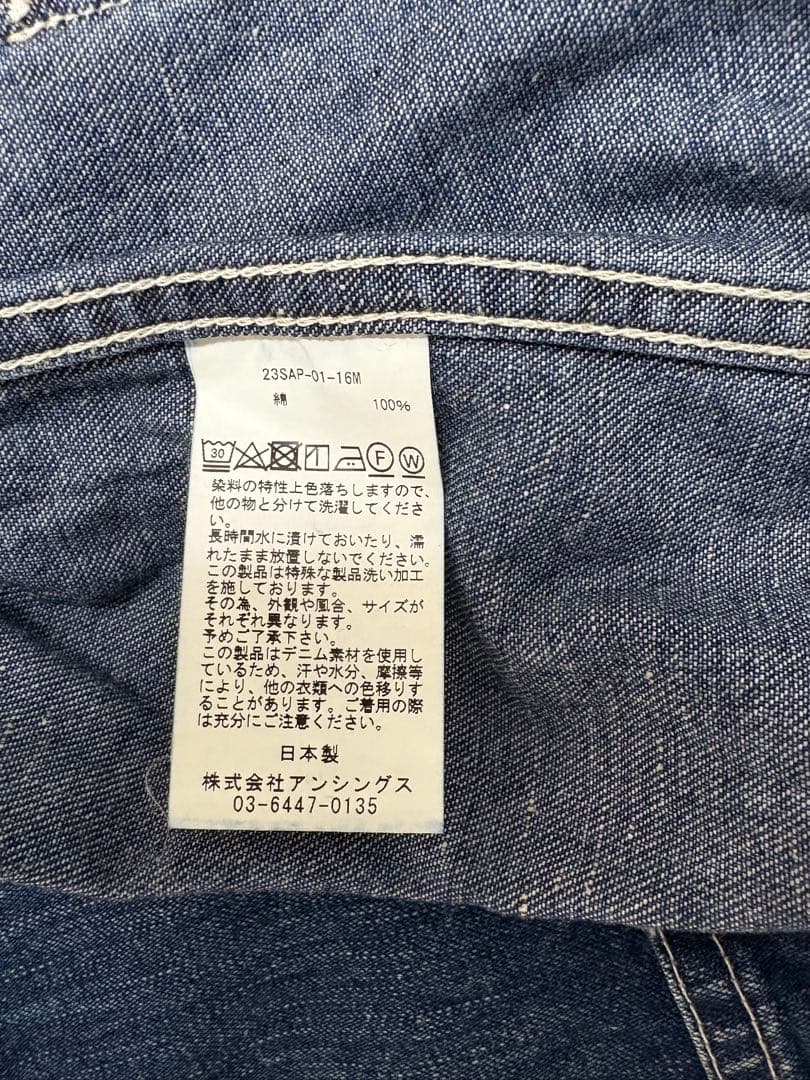 23SAP-01-16M
綿 100%
30 F W
染料の特性上色落ちしますので、
他の物と分けて洗濯してくださ
い。
長時間水に漬けておいたり、濡
れたまま放置しないでください。
この製品は特殊な製品洗い加工
を施しております。
その為、外観や風合、サイズが
それぞれ異なります。
予めご了承下さい。
この製品はデニム素材を使用し
ているため、汗や水分、摩擦等
により、他の衣類への色移りす
ることがあります。ご着用の際
は充分にご注意ください。
日本製
株式会社アンシングス
03-6447-0135